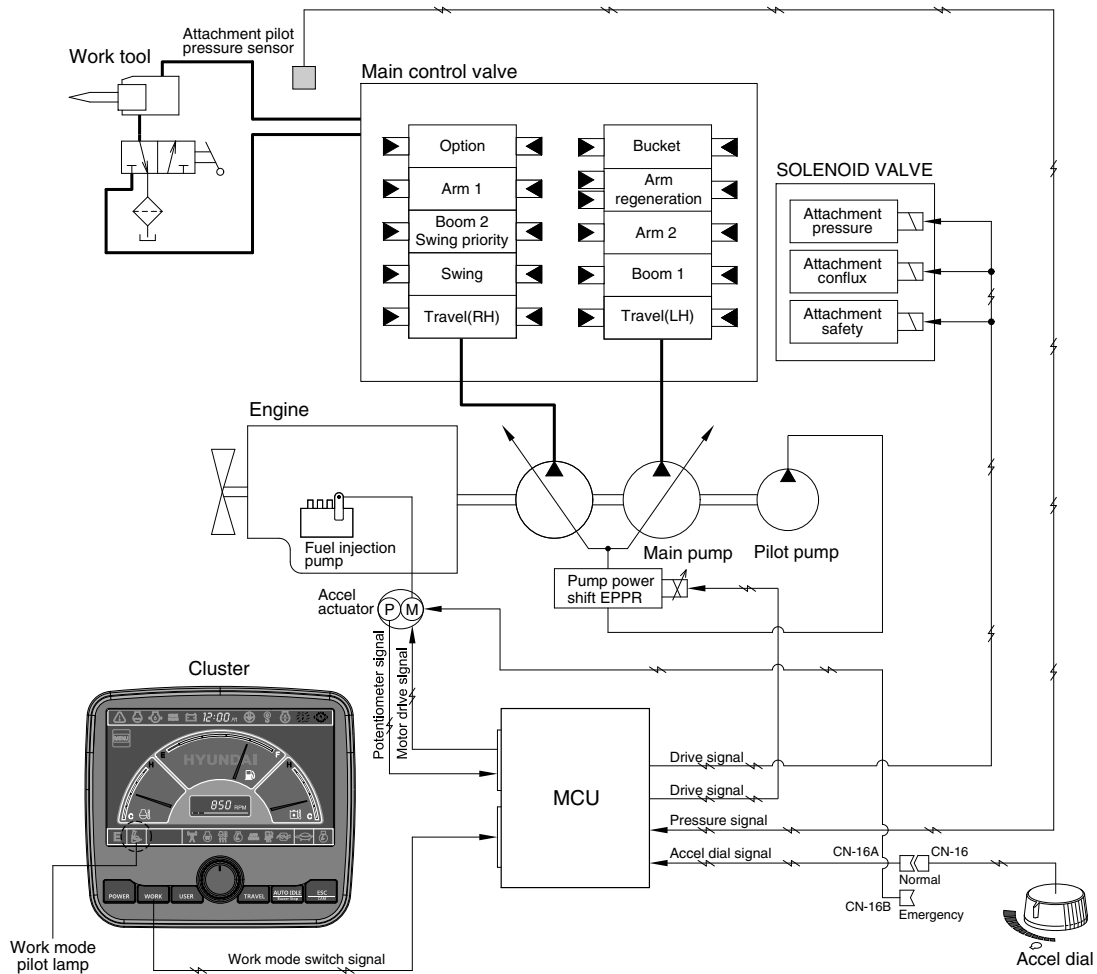 Attachment pilot
pressure sensor
Work tool
Main control valve
Option
Arm 1
Boom 2
Swing priority
Swing
Travel(RH)
Bucket
Arm
regeneration
Arm 2
Boom 1
Travel(LH)
SOLENOID VALVE
Attachment
pressure
Attachment
conflux
Attachment
safety
Engine
Fuel injection
pump
Main pump
Pilot pump
Pump power
shift EPPR
Accel
actuator
P
M
Potentiometer signal
Motor drive signal
Cluster
12:00
MENU
E
F
H
H
HYUNDAI
C
C
850 RPM
E
POWER
WORK
USER
TRAVEL
AUTO IDLE
ESC
Work mode
pilot lamp
Work mode switch signal
MCU
Drive signal
Drive signal
Pressure signal
Accel dial signal
CN-16A
CN-16
Normal
CN-16B
Emergency
Accel dial